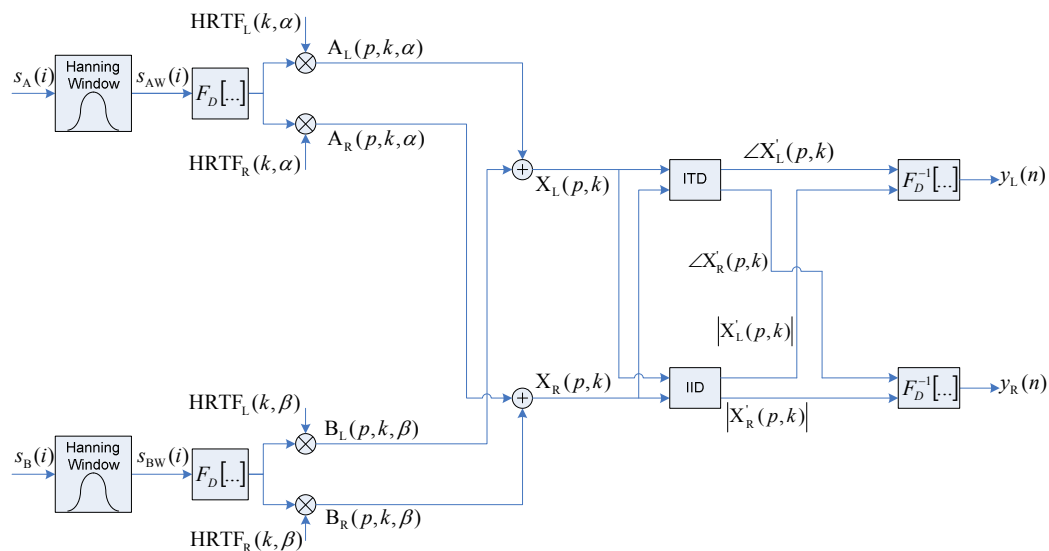 HRTF_L(k,α)
A_L(p,k,α)
s_A(i)
Hanning
Window
s_AW(i)
F_D[...]
A_R(p,k,α)
HRTF_R(k,α)
X_L(p,k)
ITD
∠X'_L(p,k)
F_D^{-1}[...]
y_L(n)
∠X'_R(p,k)
|X'_L(p,k)|
X_R(p,k)
IID
|X'_R(p,k)|
F_D^{-1}[...]
y_R(n)
HRTF_L(k,β)
B_L(p,k,β)
s_B(i)
Hanning
Window
s_BW(i)
F_D[...]
B_R(p,k,β)
HRTF_R(k,β)